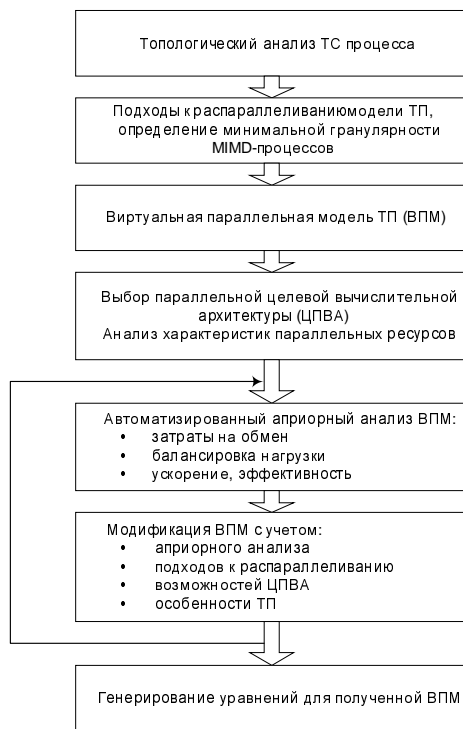 Топологический анализ ТС процесса
Подходы к распараллеливаниюмодели ТП,
определение минимальной гранулярности
MIMD-процессов
Виртуальная параллельная модель ТП (ВПМ)
Выбор параллельной целевой вычислительной
архитектуры (ЦПВА)
Анализ характеристик параллельных ресурсов
Автоматизированный априорный анализ ВПМ:
• затраты на обмен
• балансировка нагрузки
• ускорение, эффективность
Модификация ВПМ с учетом:
• априорного анализа
• подходов к распараллеливанию
• возможностей ЦПВА
• особенности ТП
Генерирование уравнений для полученной ВПМ